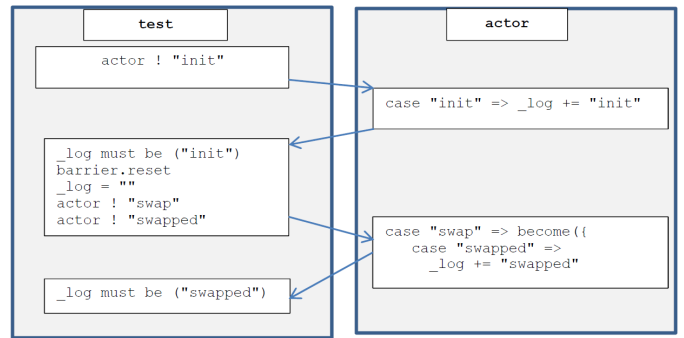 test
actor ! "init"
_log must be ("init")
barrier.reset
_log = ""
actor ! "swap"
actor ! "swapped"
_log must be ("swapped")
actor
case "init" => _log += "init"
case "swap" => become({
case "swapped" =>
_log += "swapped"